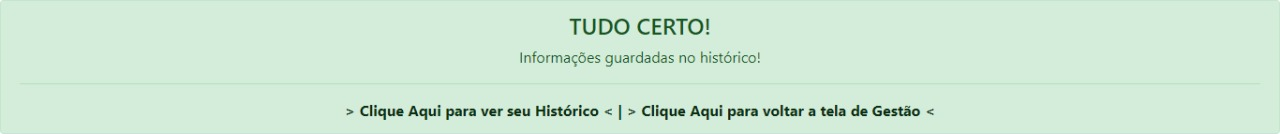 TUDO CERTO!
Informações guardadas no histórico!
> Clique Aqui para ver seu Histórico < | > Clique Aqui para voltar a tela de Gestão <